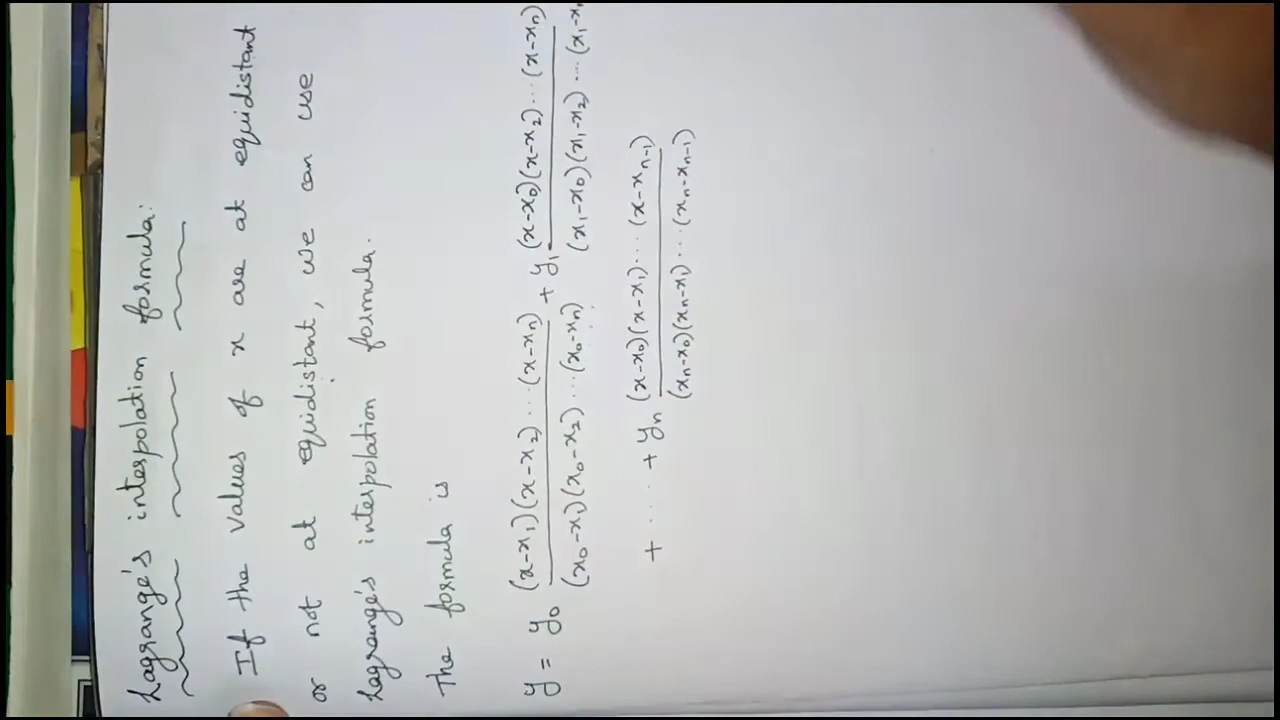 Lagrange's interpolation formula:
If the values of x are at equidistant
or not at equidistant, we can use
Lagrange's interpolation formula.
The formula is
y = y₀ (x-x₁)(x-x₂)...(x-xₙ) / (x₀-x₁)(x₀-x₂)...(x₀-xₙ) + y₁ (x-x₀)(x-x₂)...(x-xₙ) / (x₁-x₀)(x₁-x₂)...(x₁-x
+ .... + yₙ (x-x₀)(x-x₁)...(x-xₙ₋₁) / (xₙ-x₀)(xₙ-x₁)...(xₙ-xₙ₋₁)